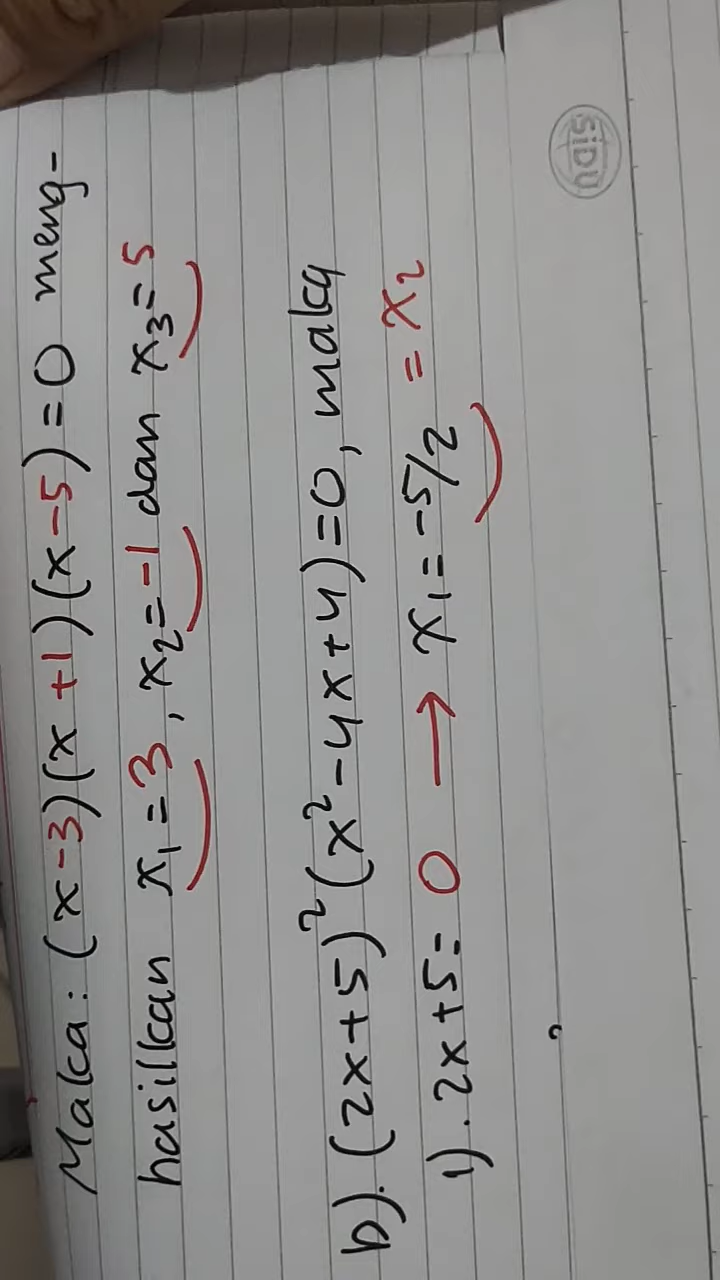 Maka: (x-3)(x+1)(x-5)=0 meng-
hasilkan x₁=3, x₂=-1 dan x₃=5
b). (2x+5)²(x²-4x+4)=0, maka
1). 2x+5=0 → x₁=-5/2 = x₂
SiDU